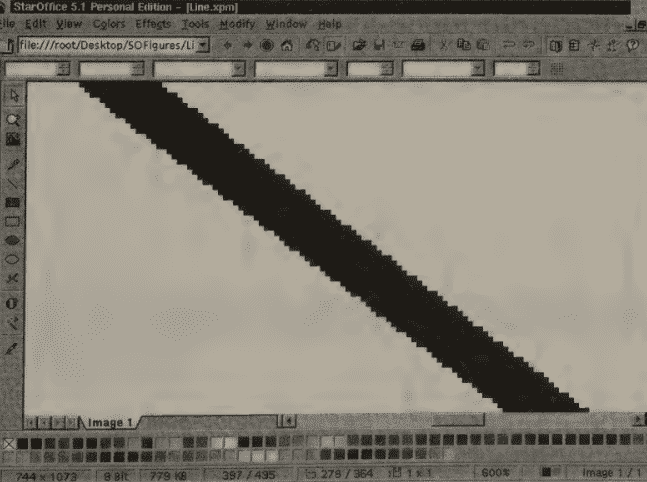 StarOffice 5.1 Personal Edition - [Line.xpm]
File Edit View Colors Effects Tools Modify Window Help
file:///root/Desktop/SOFigures/Li
Image 1
744 x 1073 8 Bit 779 KB 397 / 495 279 / 364 1 x 1 600% Image 1 / 1